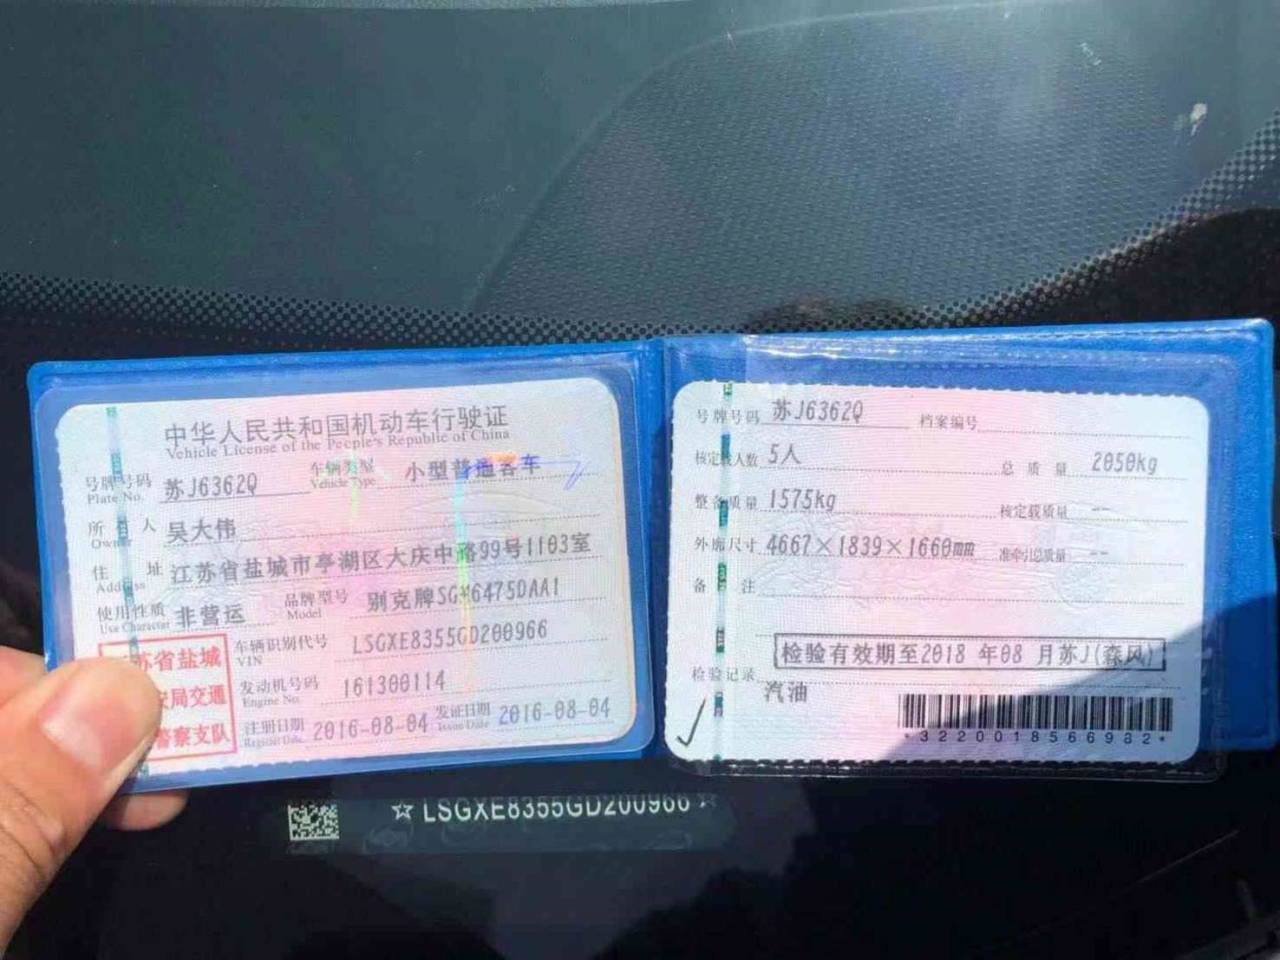 中华人民共和国机动车行驶证
Vehicle License of the People's Republic of China
号牌号码 苏J6362Q 车辆类型 小型普通客车
Plate No. Vehicle Type
所有人 吴大伟
Owner
住址 江苏省盐城市亭湖区大庆中路99号1103室
Address
使用性质 非营运 品牌型号 别克牌SGM6475DAA1
Use Character Model
苏省盐城
局交通
警察支队
车辆识别代号 LSGXE8355GD200966
VIN
发动机号码 161300114
Engine No.
注册日期 2016-08-04 发证日期 2016-08-04
Register Date Issue Date
号牌号码 苏J6362Q 档案编号
核定载人数 5人 总质量 2050kg
整备质量 1575kg 核定载质量 --
外廓尺寸 4667×1839×1660mm 准牵引总质量 --
备注
检验有效期至2018 年08 月苏J(森风)
检验记录
汽油
*3220018566982*
☆LSGXE8355GD200966☆